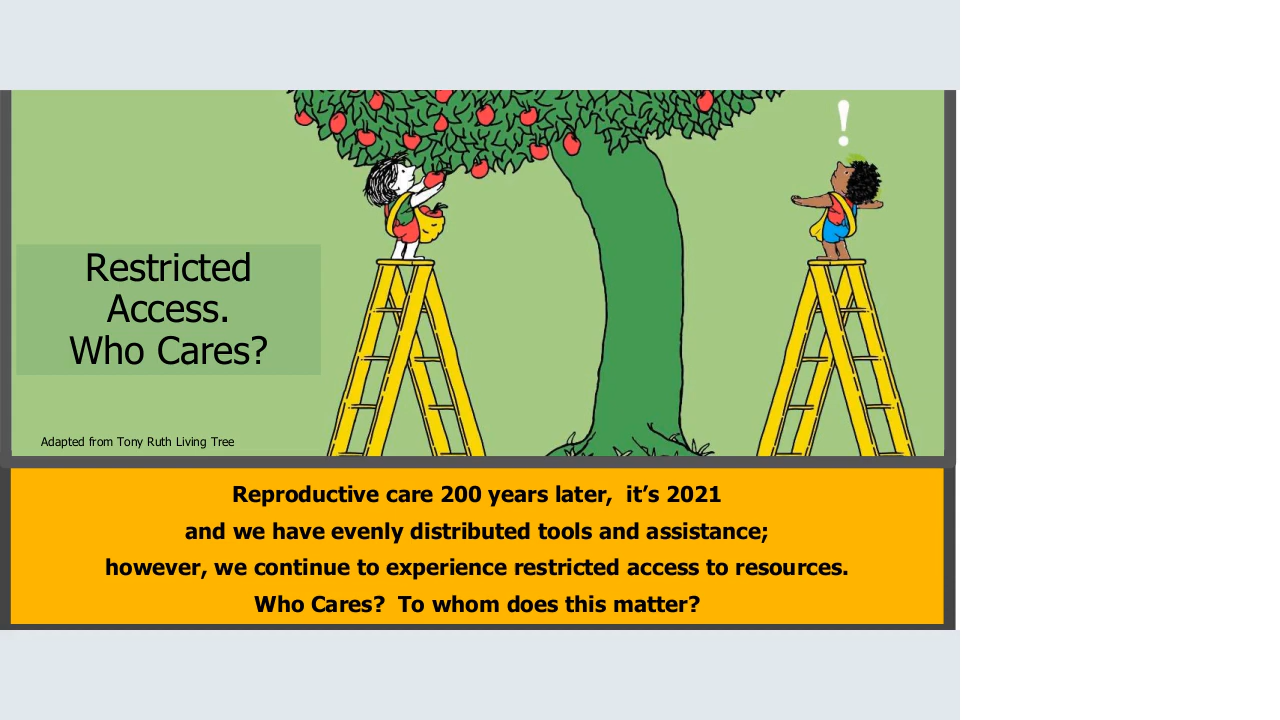 !
Restricted
Access.
Who Cares?
Adapted from Tony Ruth Living Tree
Reproductive care 200 years later,  it’s 2021
and we have evenly distributed tools and assistance;
however, we continue to experience restricted access to resources.
Who Cares?  To whom does this matter?